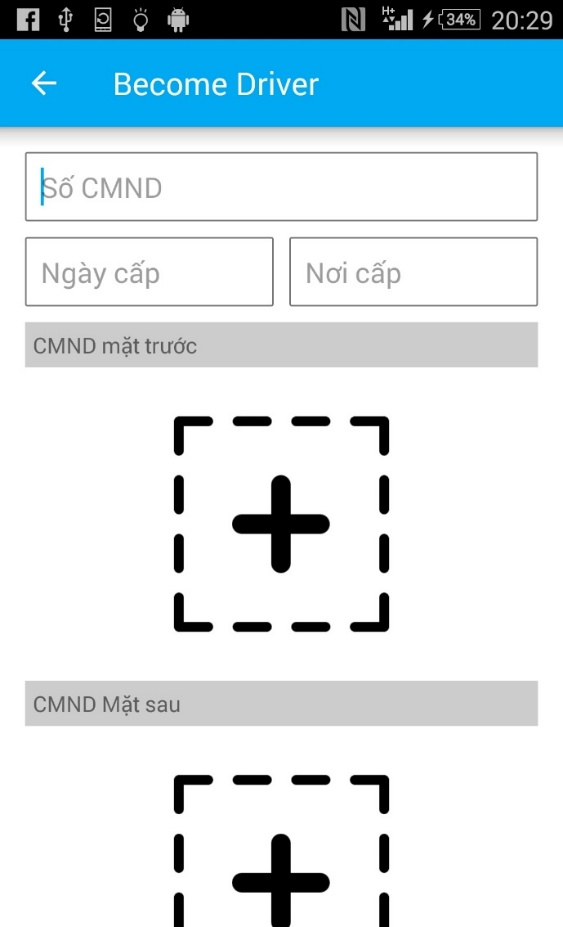 H+
34%
20:29
Become Driver
Số CMND
Ngày cấp
Nơi cấp
CMND mặt trước
CMND Mặt sau